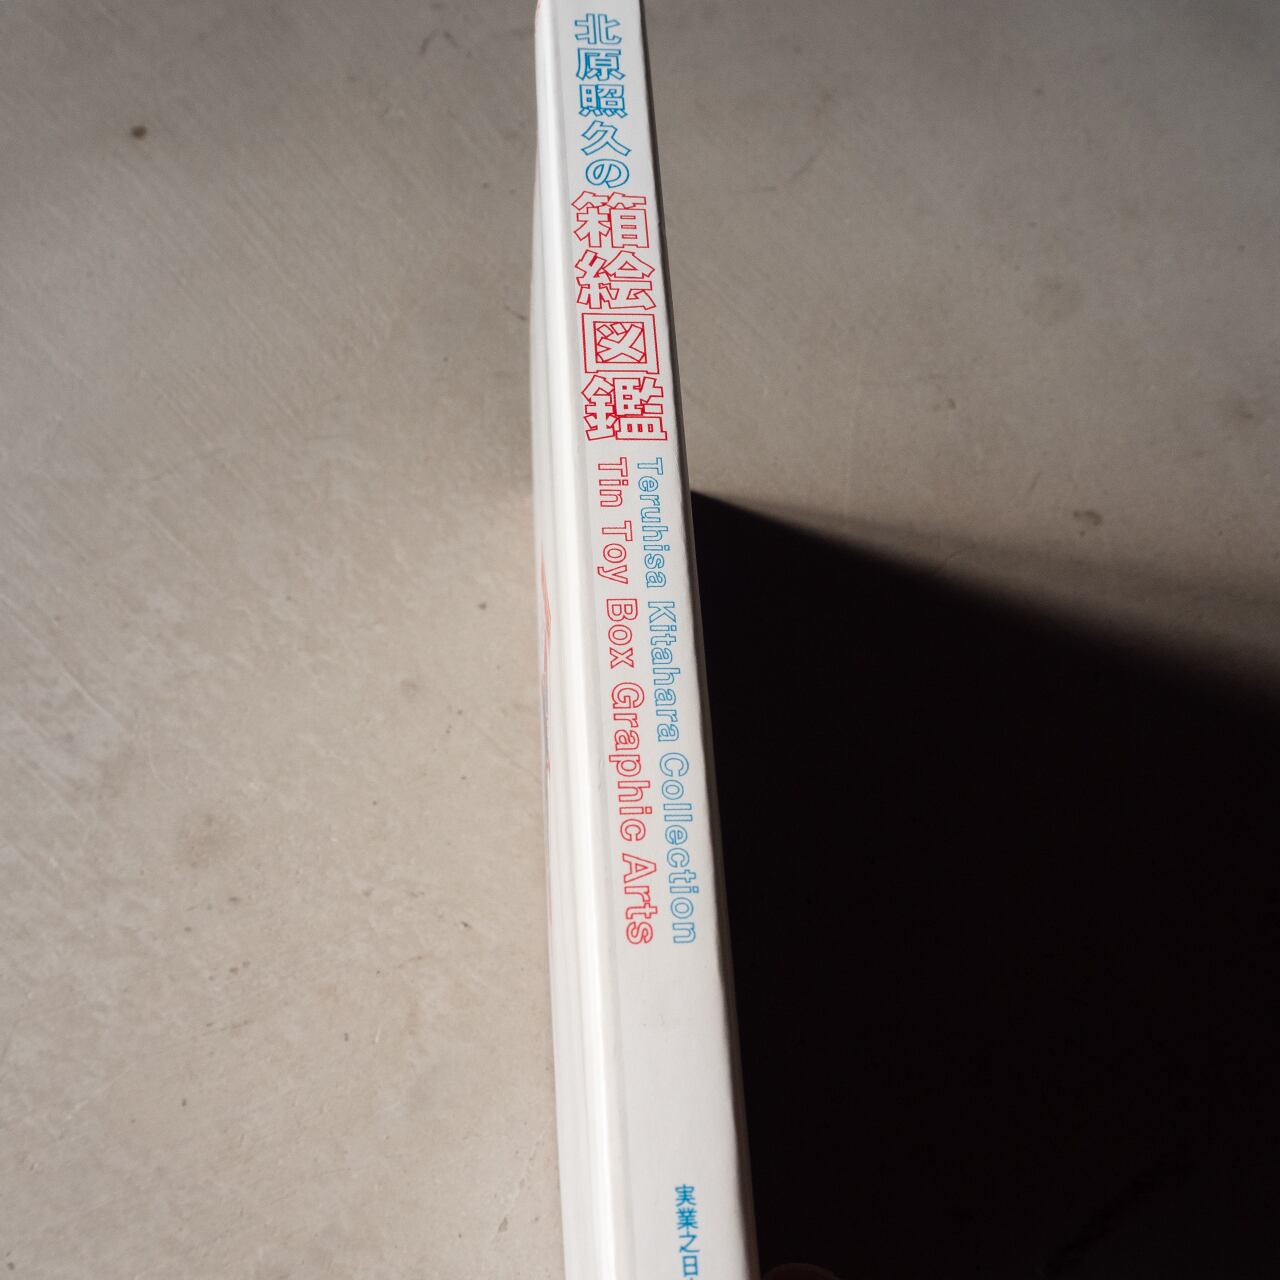 北原照久の
箱絵図鑑
Teruhisa Kitahara Collection
Tin Toy Box Graphic Arts
実業之日